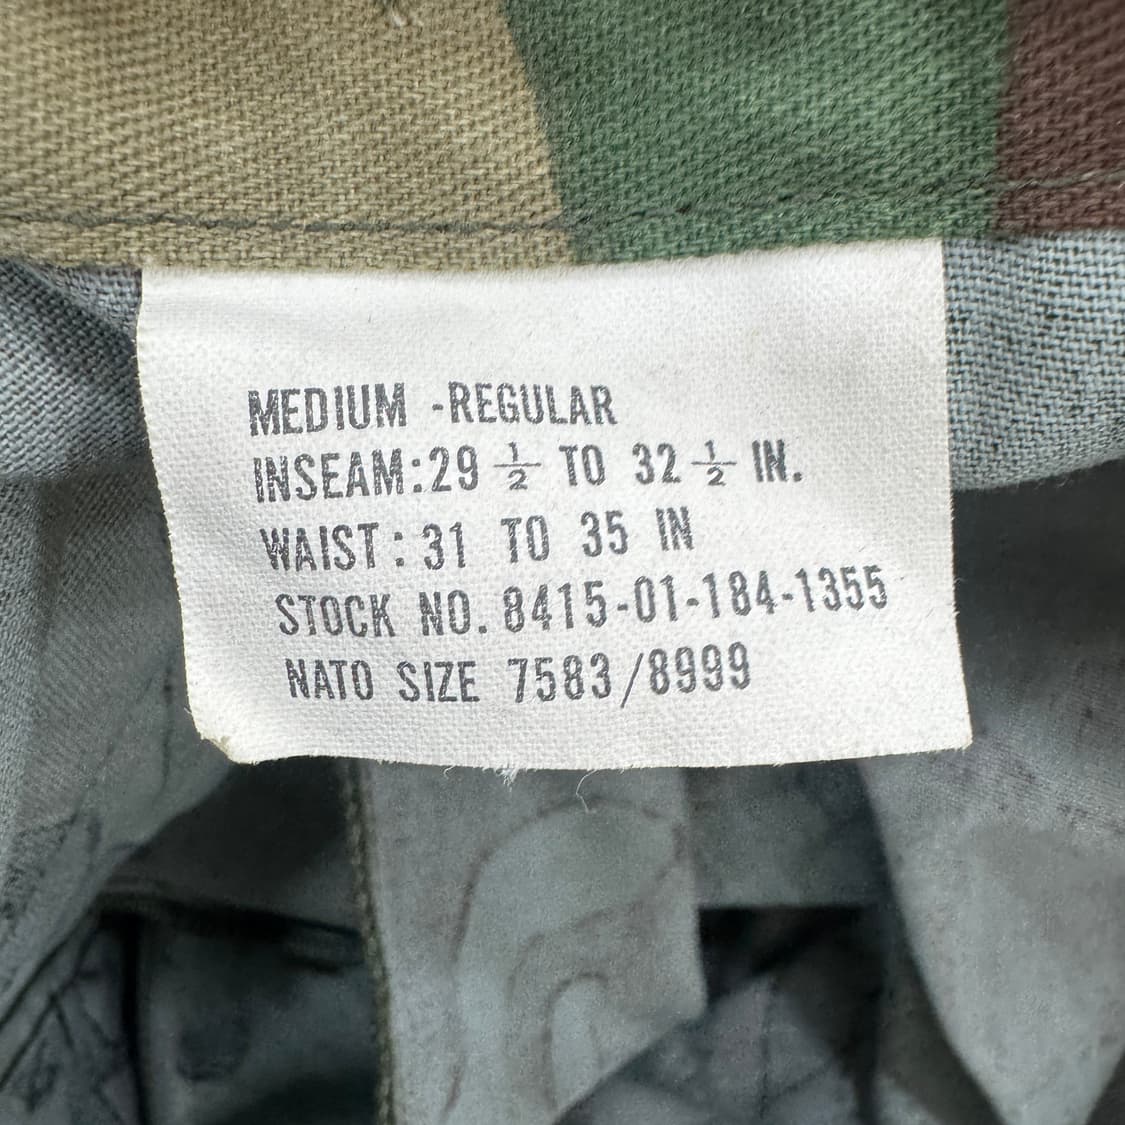 MEDIUM -REGULAR
INSEAM:29 ½ TO 32 ½ IN.
WAIST: 31 TO 35 IN
STOCK NO. 8415-01-184-1355
NATO SIZE 7583/8999